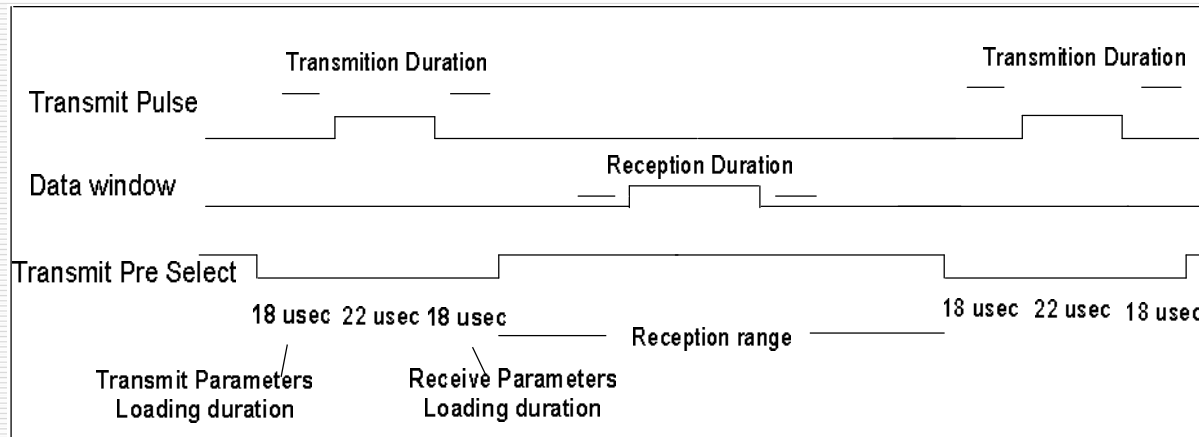 Transmition Duration
Transmition Duration
Transmit Pulse
Reception Duration
Data window
Transmit Pre Select
18 usec 22 usec 18 usec
18 usec 22 usec 18 usec
Reception range
Transmit Parameters
Loading duration
Receive Parameters
Loading duration